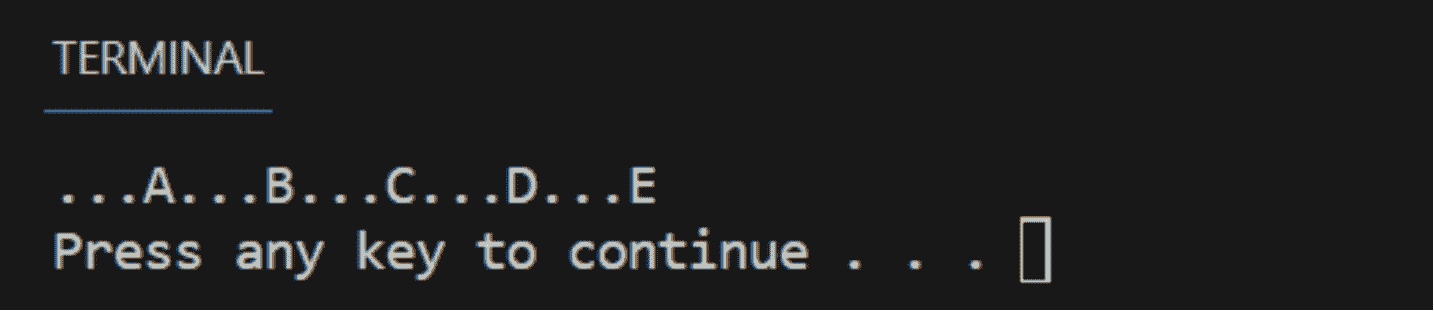 TERMINAL
...A...B...C...D...E
Press any key to continue . . .